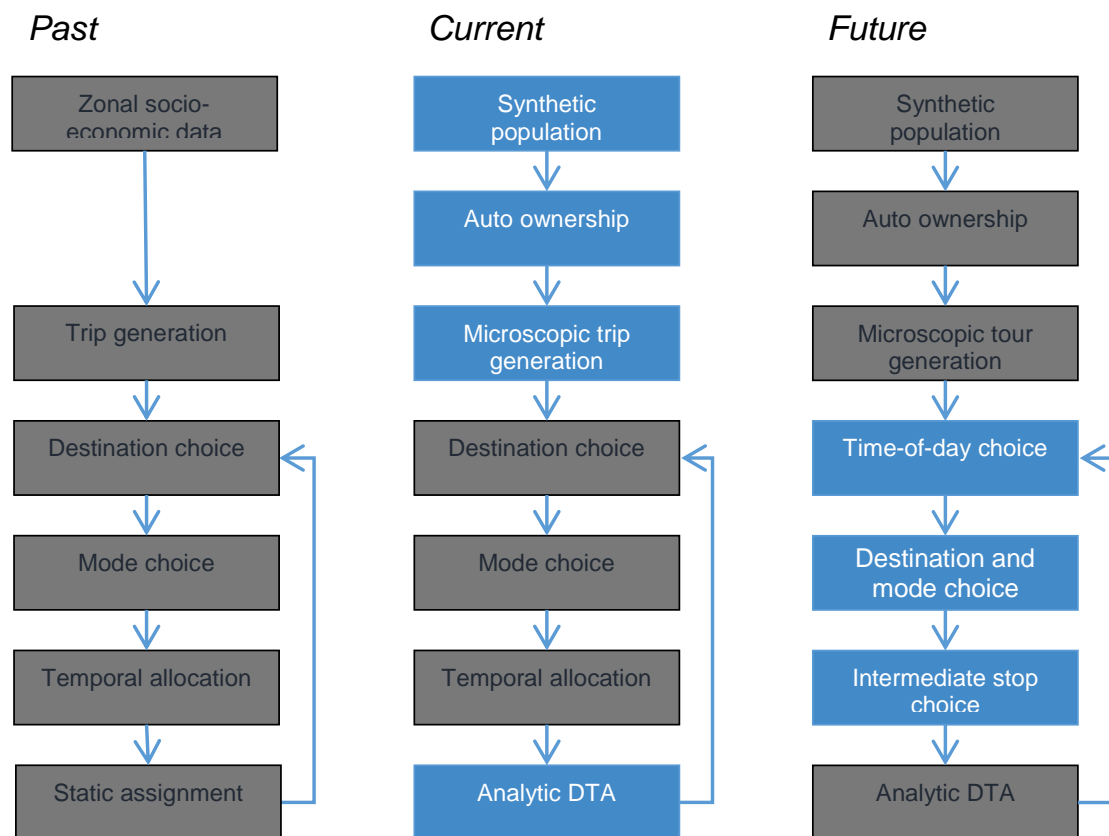 Past
Zonal socio-
economic data
Trip generation
Destination choice
Mode choice
Temporal allocation
Static assignment
Current
Synthetic
population
Auto ownership
Microscopic trip
generation
Destination choice
Mode choice
Temporal allocation
Analytic DTA
Future
Synthetic
population
Auto ownership
Microscopic tour
generation
Time-of-day choice
Destination and
mode choice
Intermediate stop
choice
Analytic DTA